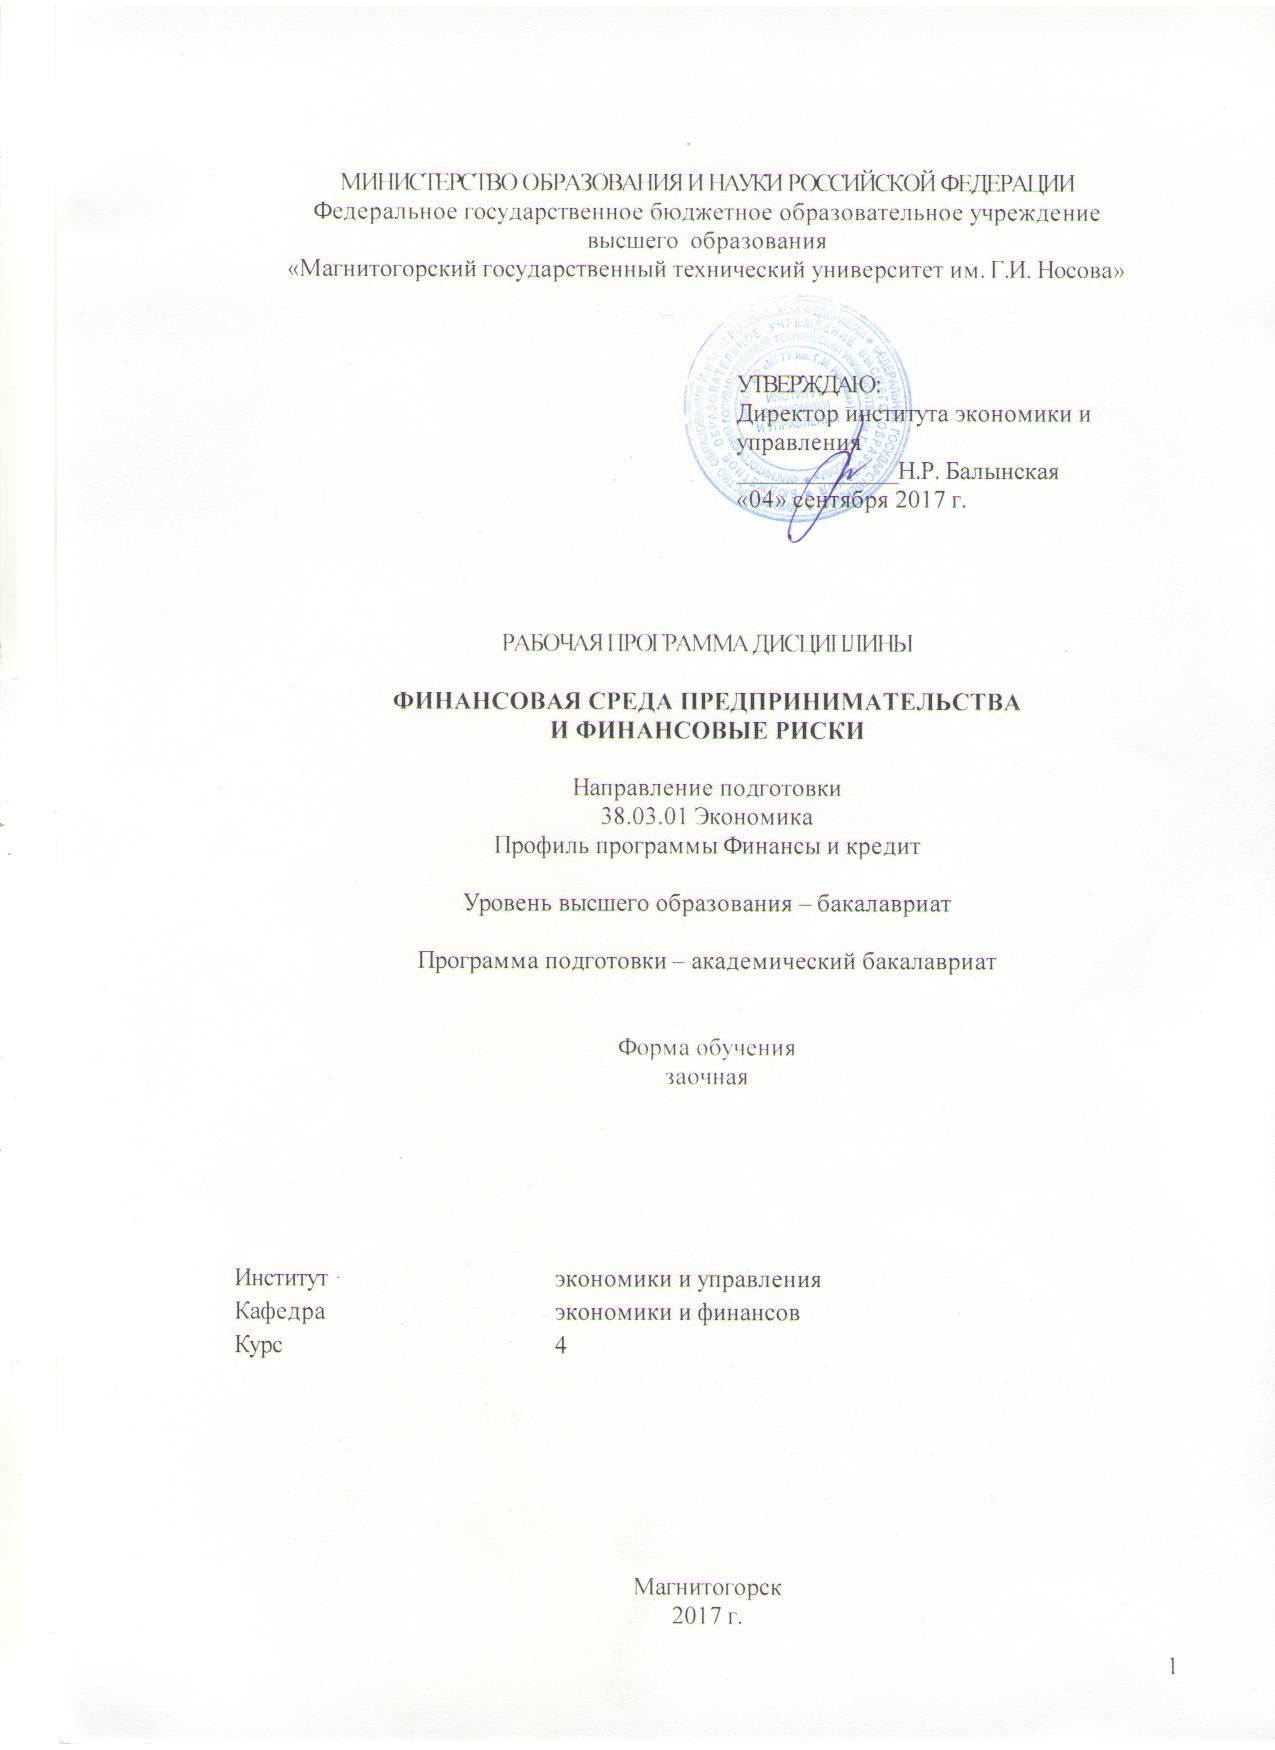 МИНИСТЕРСТВО ОБРАЗОВАНИЯ И НАУКИ РОССИЙСКОЙ ФЕДЕРАЦИИ
Федеральное государственное бюджетное образовательное учреждение
высшего образования
«Магнитогорский государственный технический университет им. Г.И. Носова»
УТВЕРЖДАЮ:
Директор института экономики и
управления
Н.Р. Балынская
«04» сентября 2017 г.
РАБОЧАЯ ПРОГРАММА ДИСЦИПЛИНЫ
ФИНАНСОВАЯ СРЕДА ПРЕДПРИНИМАТЕЛЬСТВА
И ФИНАНСОВЫЕ РИСКИ
Направление подготовки
38.03.01 Экономика
Профиль программы Финансы и кредит
Уровень высшего образования – бакалавриат
Программа подготовки – академический бакалавриат
Форма обучения
заочная
Институт экономики и управления
Кафедра экономики и финансов
Курс 4
Магнитогорск
2017 г.
1